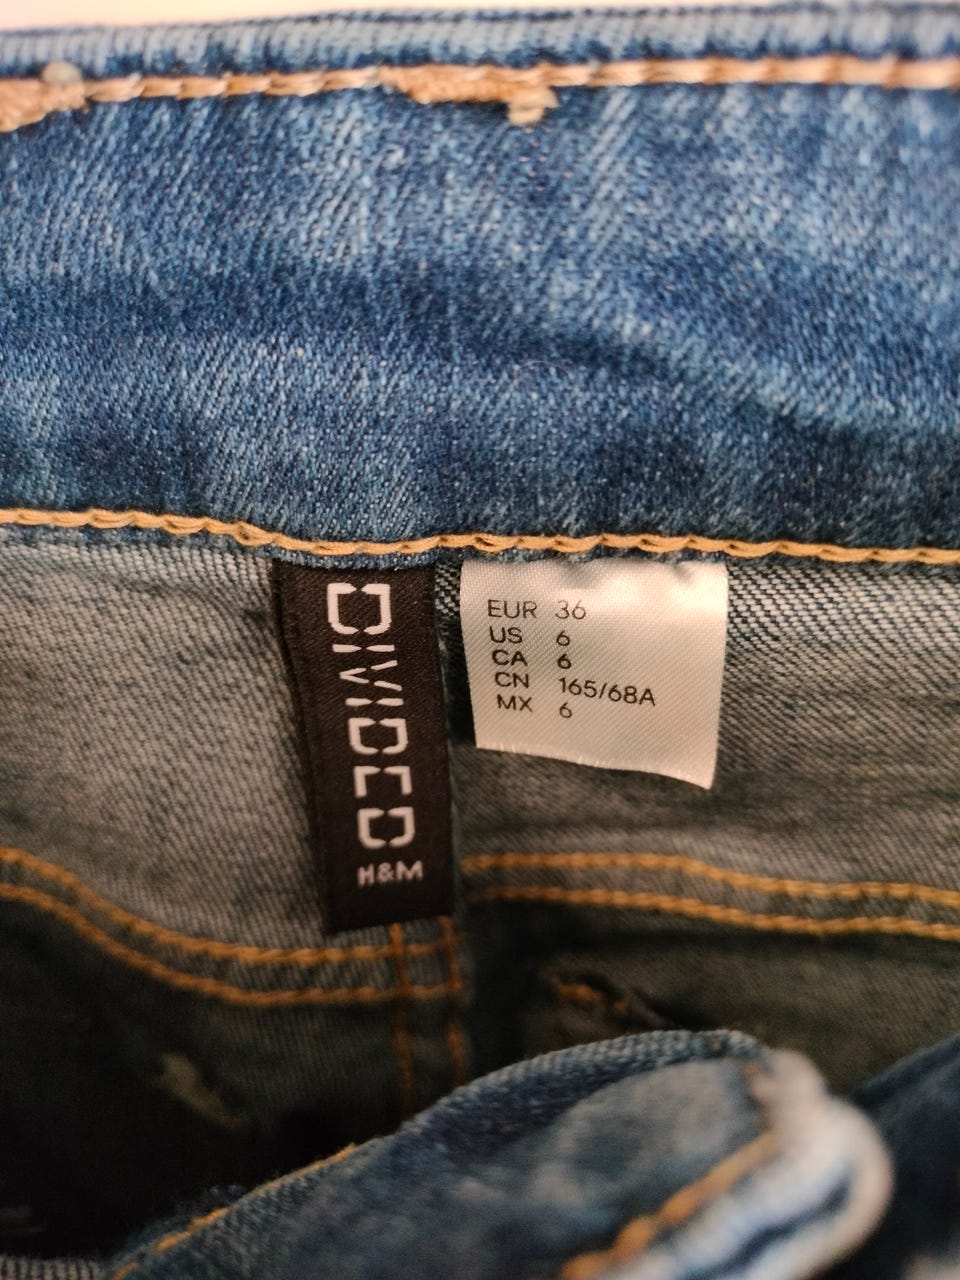 DIVIDED
H&M
EUR 36
US 6
CA 6
CN 165/68A
MX 6